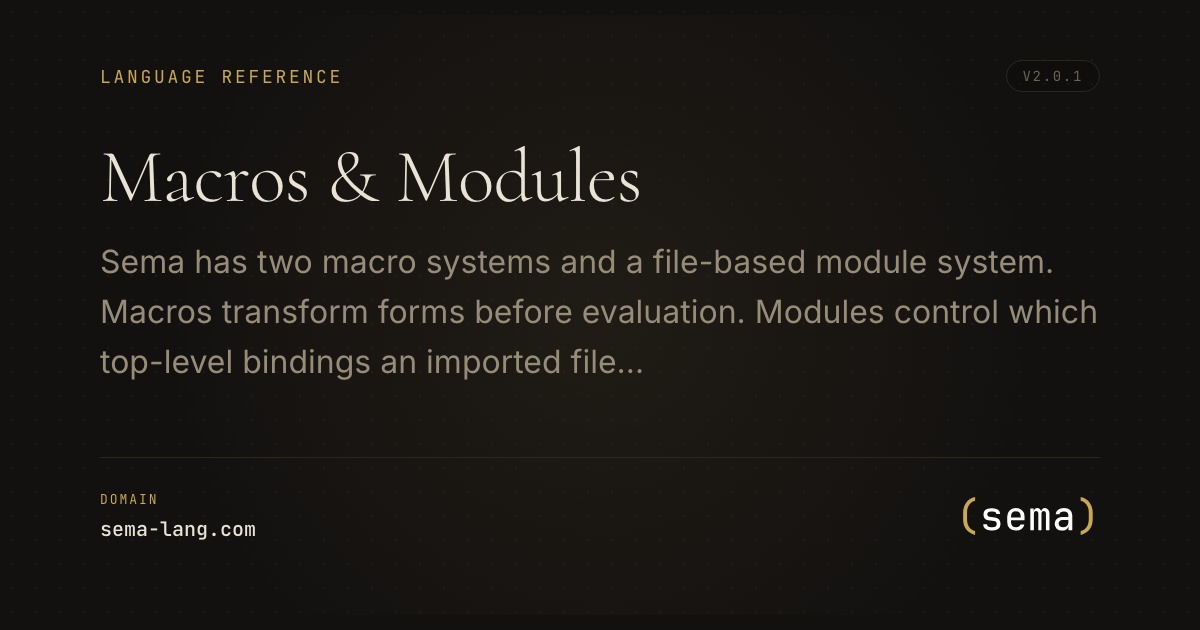 LANGUAGE REFERENCE
V2.0.1
Macros & Modules
Sema has two macro systems and a file-based module system.
Macros transform forms before evaluation. Modules control which
top-level bindings an imported file...
DOMAIN
sema-lang.com
(sema)